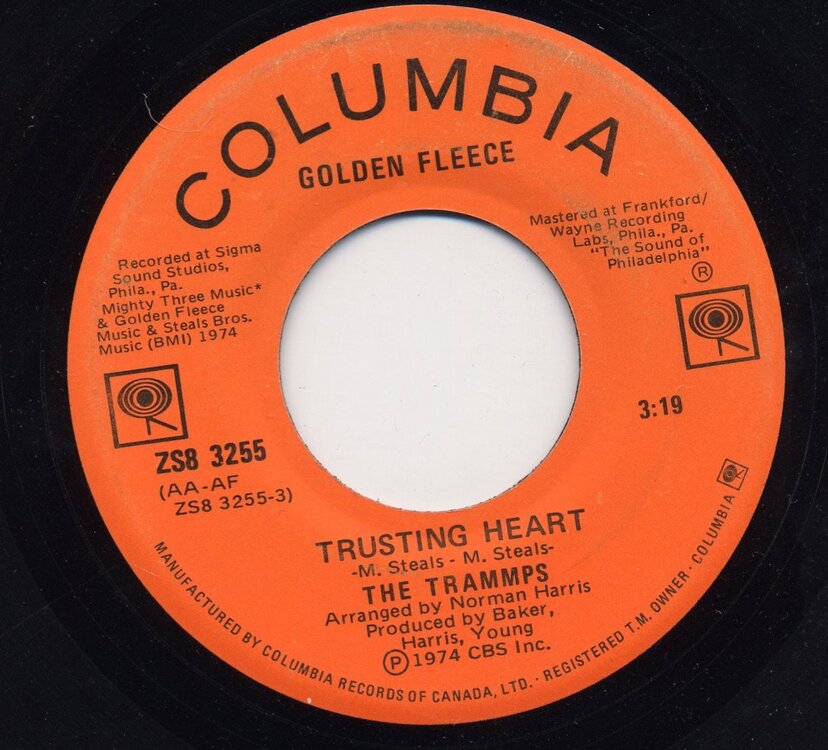 COLUMBIA
GOLDEN FLEECE
Recorded at Sigma
Sound Studios,
Phila., Pa.
Mighty Three Music*
& Golden Fleece
Music & Steals Bros.
Music (BMI) 1974
Mastered at Frankford/
Wayne Recording
Labs, Phila., Pa.
"The Sound of
Philadelphia"
®
3:19
ZS8 3255
(AA-AF
ZS8 3255-3)
TRUSTING HEART
-M. Steals - M. Steals-
THE TRAMMPS
Arranged by Norman Harris
Produced by Baker,
Harris, Young
Ⓟ 1974 CBS Inc.
MANUFACTURED BY COLUMBIA RECORDS OF CANADA, LTD. · REGISTERED T.M. OWNER · COLUMBIA